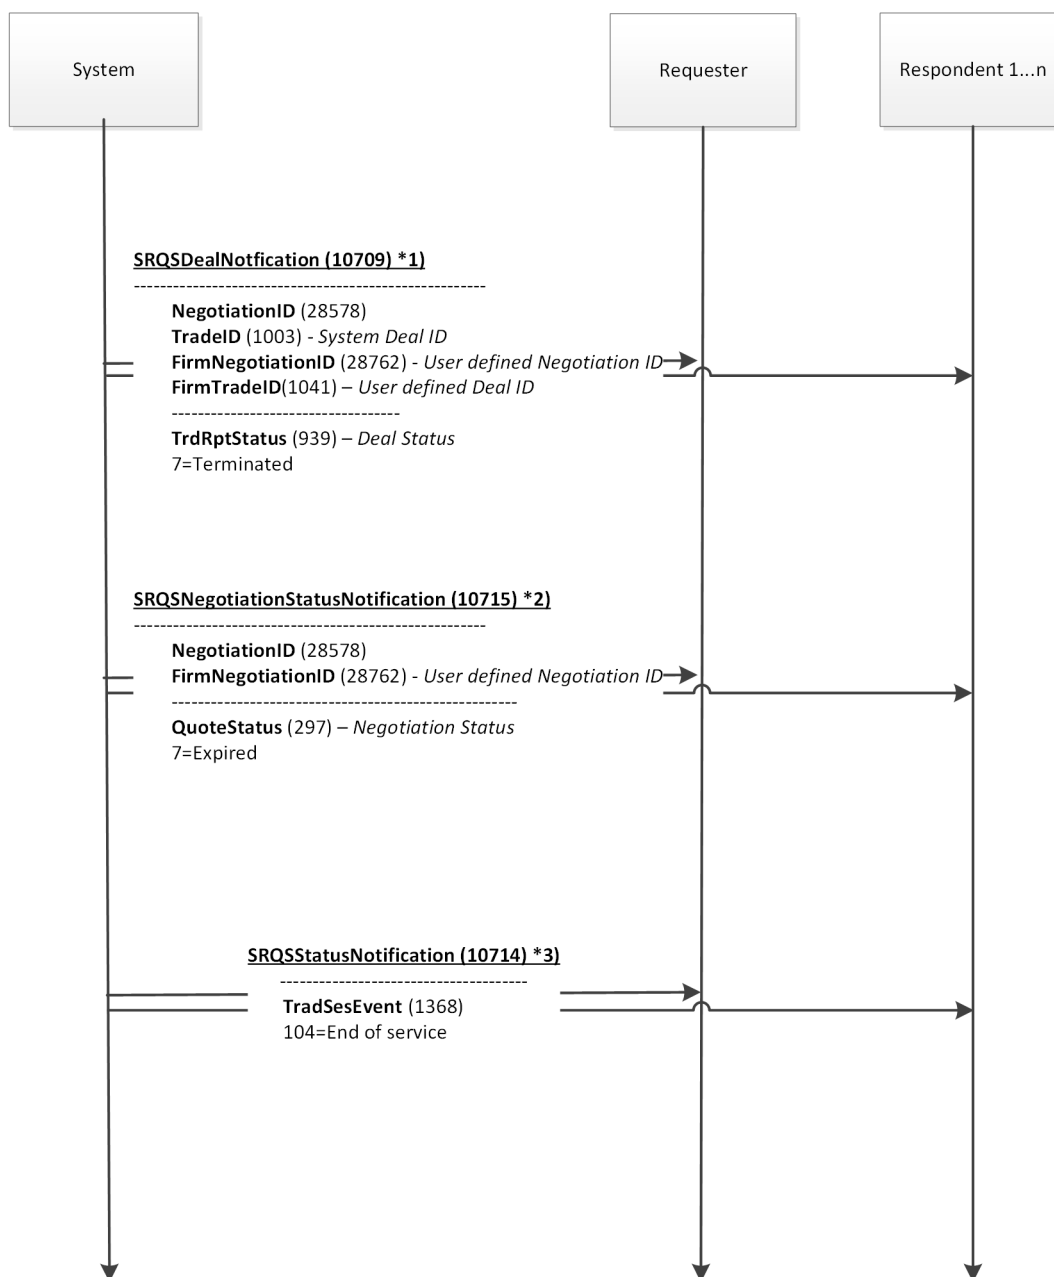 System
Requester
Respondent 1...n
SRQSDealNotfication (10709) *1)
------------------------------------------------------
NegotiationID (28578)
TradeID (1003) - System Deal ID
FirmNegotiationID (28762) - User defined Negotiation ID
FirmTradeID(1041) – User defined Deal ID
-----------------------------------
TrdRptStatus (939) – Deal Status
7=Terminated
SRQSNegotiationStatusNotification (10715) *2)
------------------------------------------------------
NegotiationID (28578)
FirmNegotiationID (28762) - User defined Negotiation ID
-----------------------------------------------------
QuoteStatus (297) – Negotiation Status
7=Expired
SRQSStatusNotification (10714) *3)
--------------------------------------
TradSesEvent (1368)
104=End of service